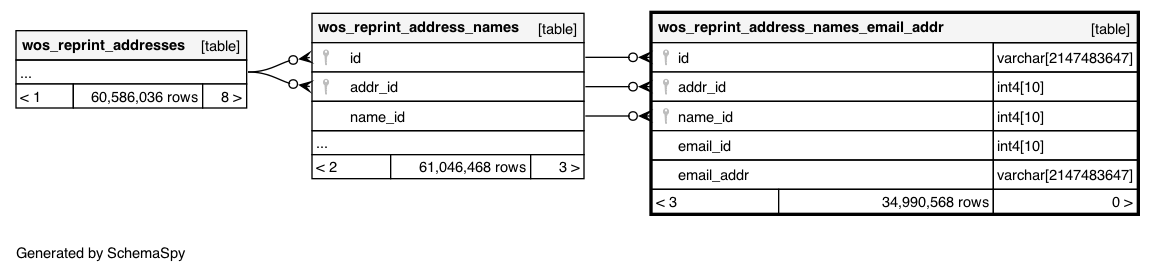 wos_reprint_addresses [table]
...
< 1 60,586,036 rows 8 >
wos_reprint_address_names [table]
id
addr_id
name_id
...
< 2 61,046,468 rows 3 >
wos_reprint_address_names_email_addr [table]
id varchar[2147483647]
addr_id int4[10]
name_id int4[10]
email_id int4[10]
email_addr varchar[2147483647]
< 3 34,990,568 rows 0 >
Generated by SchemaSpy